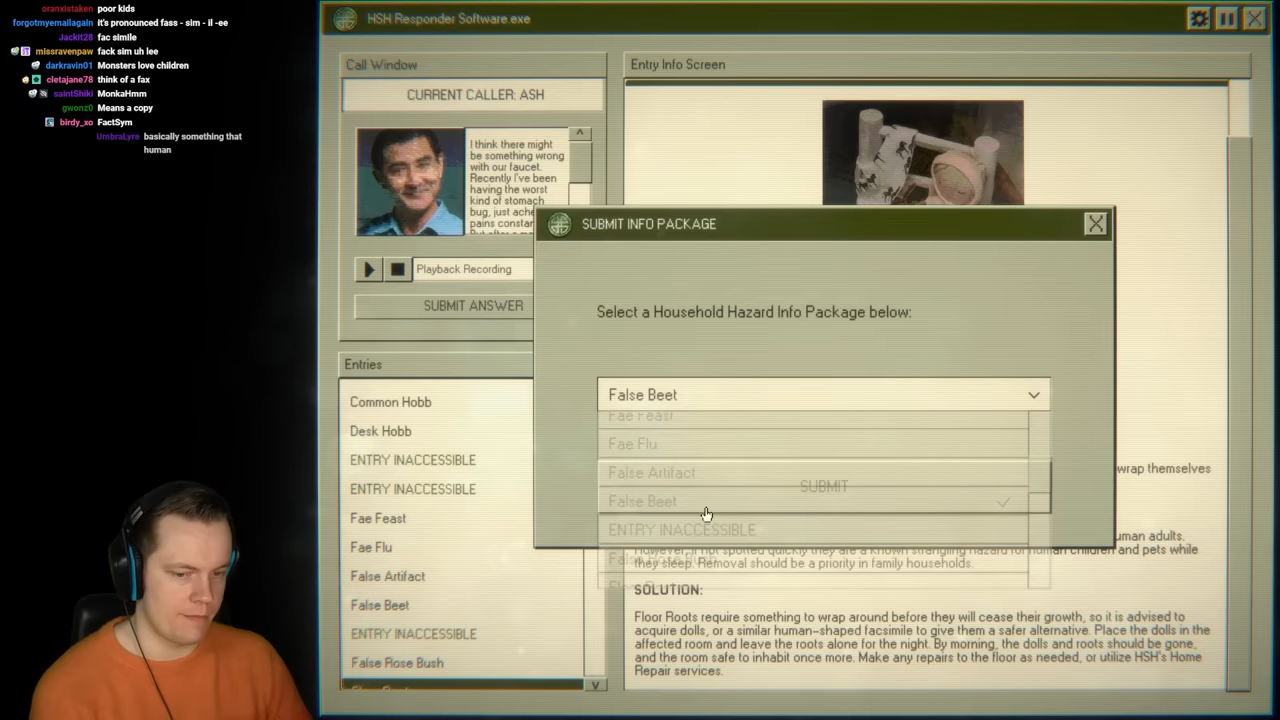 oranxistaken poor kids
forgotmyemailagain it's pronounced fass - sim - il -ee
Jackit28 fac simile
missravenpaw fack sim uh lee
darkravin01 Monsters love children
cletajane78 think of a fax
saintShiki MonkaHmm
gwonz0 Means a copy
birdy_xo FactSym
UmbraLyre basically something that
human
HSH Responder Software.exe
Call Window
CURRENT CALLER: ASH
I think there might
be something wrong
with our faucet.
Recently I've been
having the worst
kind of stomach
bug, just ache
pains constan
Playback Recording
SUBMIT ANSWER
Entries
Common Hobb
Desk Hobb
ENTRY INACCESSIBLE
ENTRY INACCESSIBLE
Fae Feast
Fae Flu
False Artifact
False Beet
ENTRY INACCESSIBLE
False Rose Bush
Entry Info Screen
SUBMIT INFO PACKAGE
Select a Household Hazard Info Package below:
False Beet
Fae Feast
Fae Flu
False Artifact
SUBMIT
False Beet
ENTRY INACCESSIBLE
wrap themselves
uman adults.
However, if not spotted quickly they are a known strangling hazard for human children and pets while
they sleep. Removal should be a priority in family households.
SOLUTION:
Floor Roots require something to wrap around before they will cease their growth, so it is advised to
acquire dolls, or a similar human-shaped facsimile to give them a safer alternative. Place the dolls in the
affected room and leave the roots alone for the night. By morning, the dolls and roots should be gone,
and the room safe to inhabit once more. Make any repairs to the floor as needed, or utilize HSH's Home
Repair services.